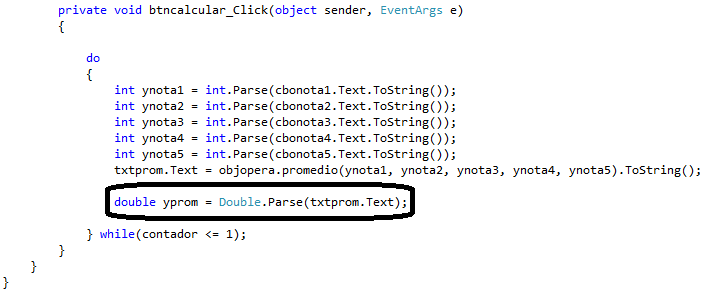 private void btncalcular_Click(object sender, EventArgs e)
{
do
{
int ynota1 = int.Parse(cbonota1.Text.ToString());
int ynota2 = int.Parse(cbonota2.Text.ToString());
int ynota3 = int.Parse(cbonota3.Text.ToString());
int ynota4 = int.Parse(cbonota4.Text.ToString());
int ynota5 = int.Parse(cbonota5.Text.ToString());
txtprom.Text = objopera.promedio(ynota1, ynota2, ynota3, ynota4, ynota5).ToString();
double yprom = Double.Parse(txtprom.Text);
} while(contador <= 1);
}
}
}